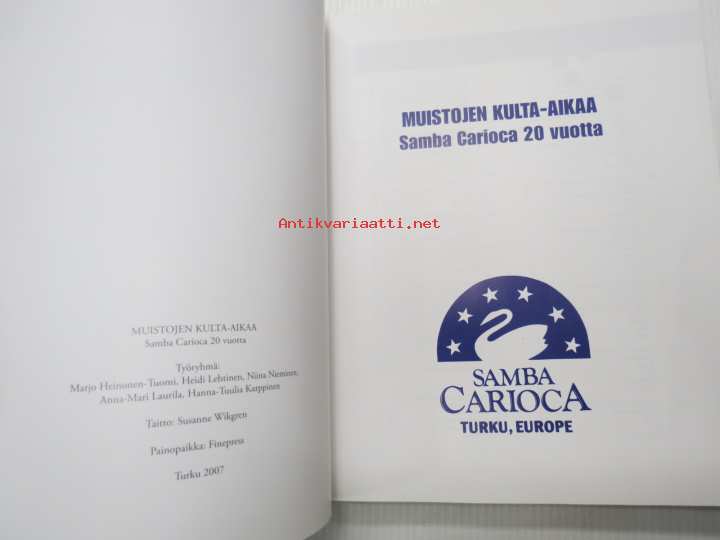 MUISTOJEN KULTA-AIKAA
Samba Carioca 20 vuotta
Työryhmä:
Marjo Heinonen-Tuomi, Heidi Lehtinen, Niina Nieminen,
Anna-Mari Laurila, Hanna-Tuulia Karppinen
Taitto: Susanne Wikgren
Painopaikka: Finepress
Turku 2007
MUISTOJEN KULTA-AIKAA
Samba Carioca 20 vuotta
Antikvariaatti.net
SAMBA
CARIOCA
TURKU, EUROPE